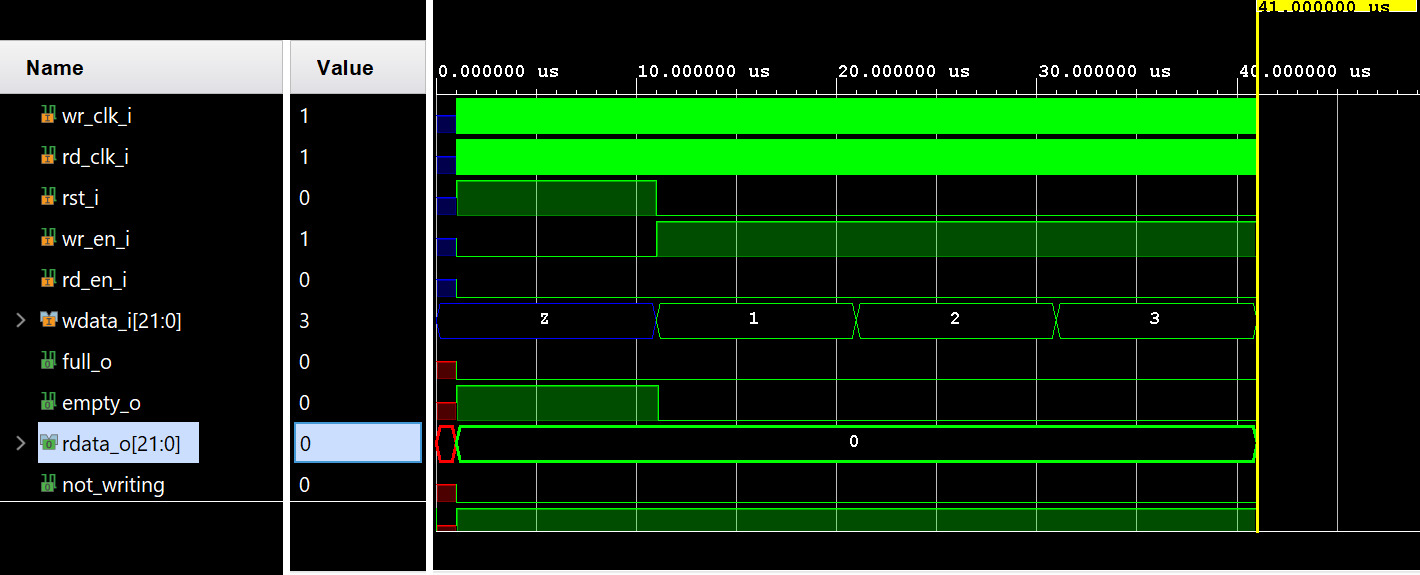 41.000000 us
Name Value
0.000000 us 10.000000 us 20.000000 us 30.000000 us 40.000000 us
wr_clk_i 1
rd_clk_i 1
rst_i 0
wr_en_i 1
rd_en_i 0
wdata_i[21:0] 3 Z 1 2 3
full_o 0
empty_o 0
rdata_o[21:0] 0 0
not_writing 0